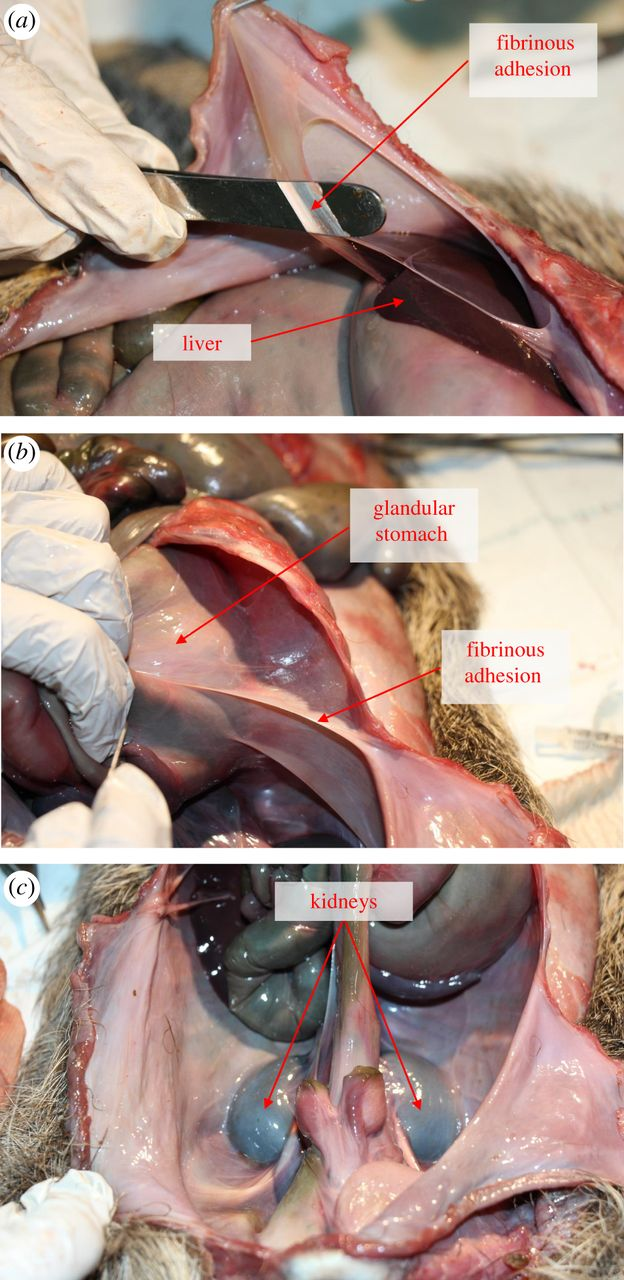 (a)
fibrinous
adhesion
liver
(b)
glandular
stomach
fibrinous
adhesion
(c)
kidneys